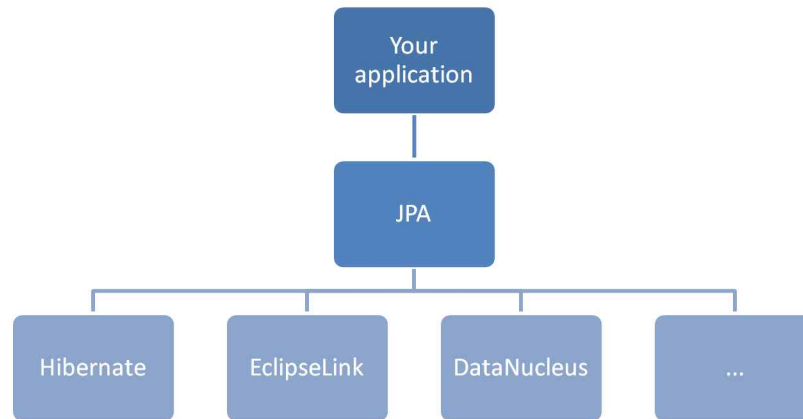 Your
application
JPA
Hibernate
EclipseLink
DataNucleus
...